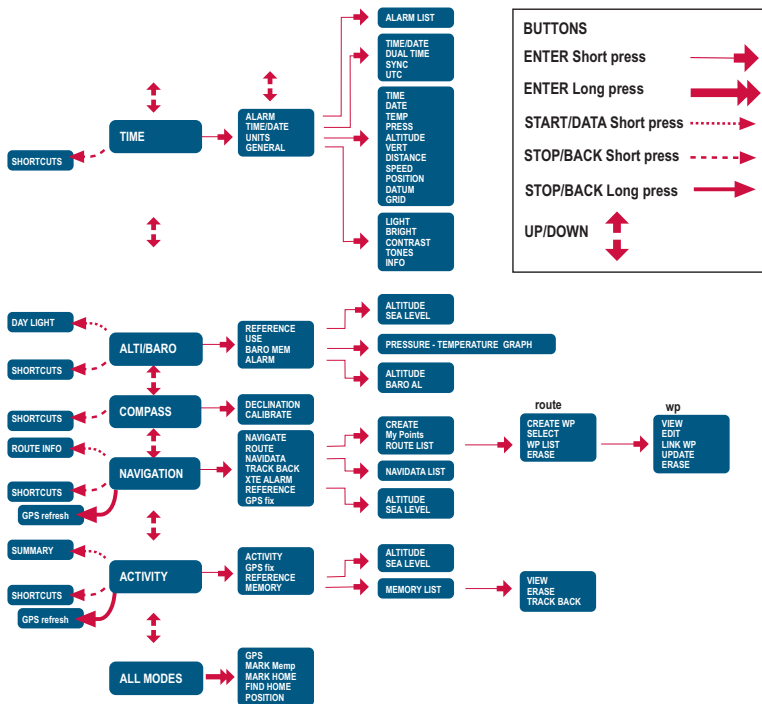 ALARM LIST
TIME/DATE
DUAL TIME
SYNC
UTC
TIME
SHORTCUTS
ALARM
TIME/DATE
UNITS
GENERAL
TIME
DATE
TEMP
PRESS
ALTITUDE
VERT
DISTANCE
SPEED
POSITION
DATUM
GRID
LIGHT
BRIGHT
CONTRAST
TONES
INFO
BUTTONS
ENTER Short press
ENTER Long press
START/DATA Short press
STOP/BACK Short press
STOP/BACK Long press
UP/DOWN
DAY LIGHT
ALTI/BARO
SHORTCUTS
REFERENCE
USE
BARO MEM
ALARM
ALTITUDE
SEA LEVEL
PRESSURE - TEMPERATURE GRAPH
ALTITUDE
BARO AL
SHORTCUTS
COMPASS
DECLINATION
CALIBRATE
ROUTE INFO
NAVIGATION
SHORTCUTS
GPS refresh
NAVIGATE
ROUTE
NAVIDATA
TRACK BACK
XTE ALARM
REFERENCE
GPS fix
CREATE
My Points
ROUTE LIST
NAVIDATA LIST
ALTITUDE
SEA LEVEL
route
CREATE WP
SELECT
WP LIST
ERASE
wp
VIEW
EDIT
LINK WP
UPDATE
ERASE
SUMMARY
ACTIVITY
SHORTCUTS
GPS refresh
ACTIVITY
GPS fix
REFERENCE
MEMORY
ALTITUDE
SEA LEVEL
MEMORY LIST
VIEW
ERASE
TRACK BACK
ALL MODES
GPS
MARK Memp
MARK HOME
FIND HOME
POSITION